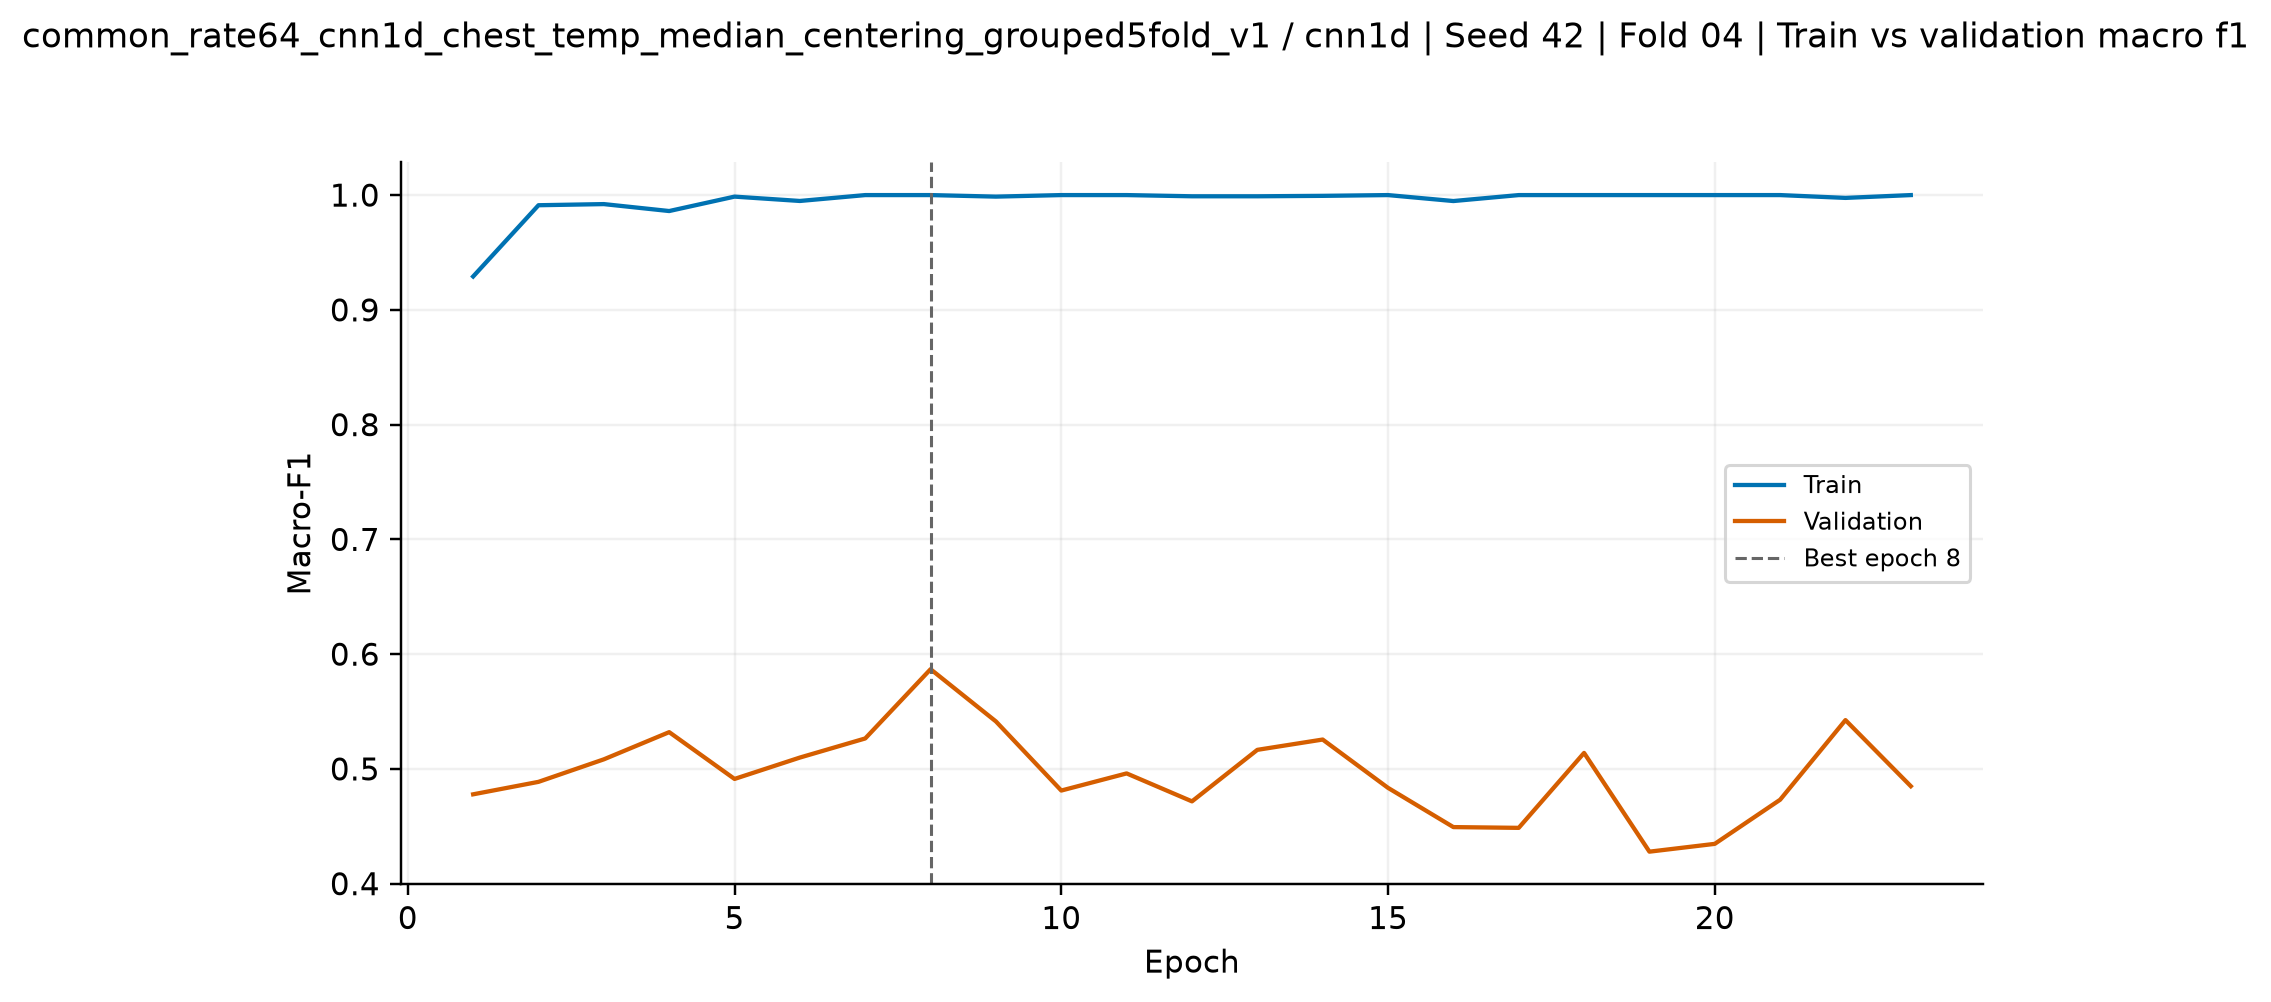 common_rate64_cnn1d_chest_temp_median_centering_grouped5fold_v1 / cnn1d | Seed 42 | Fold 04 | Train vs validation macro f1
1.0
0.9
0.8
0.7
0.6
0.5
0.4
Macro-F1
Train
Validation
Best epoch 8
0 5 10 15 20
Epoch